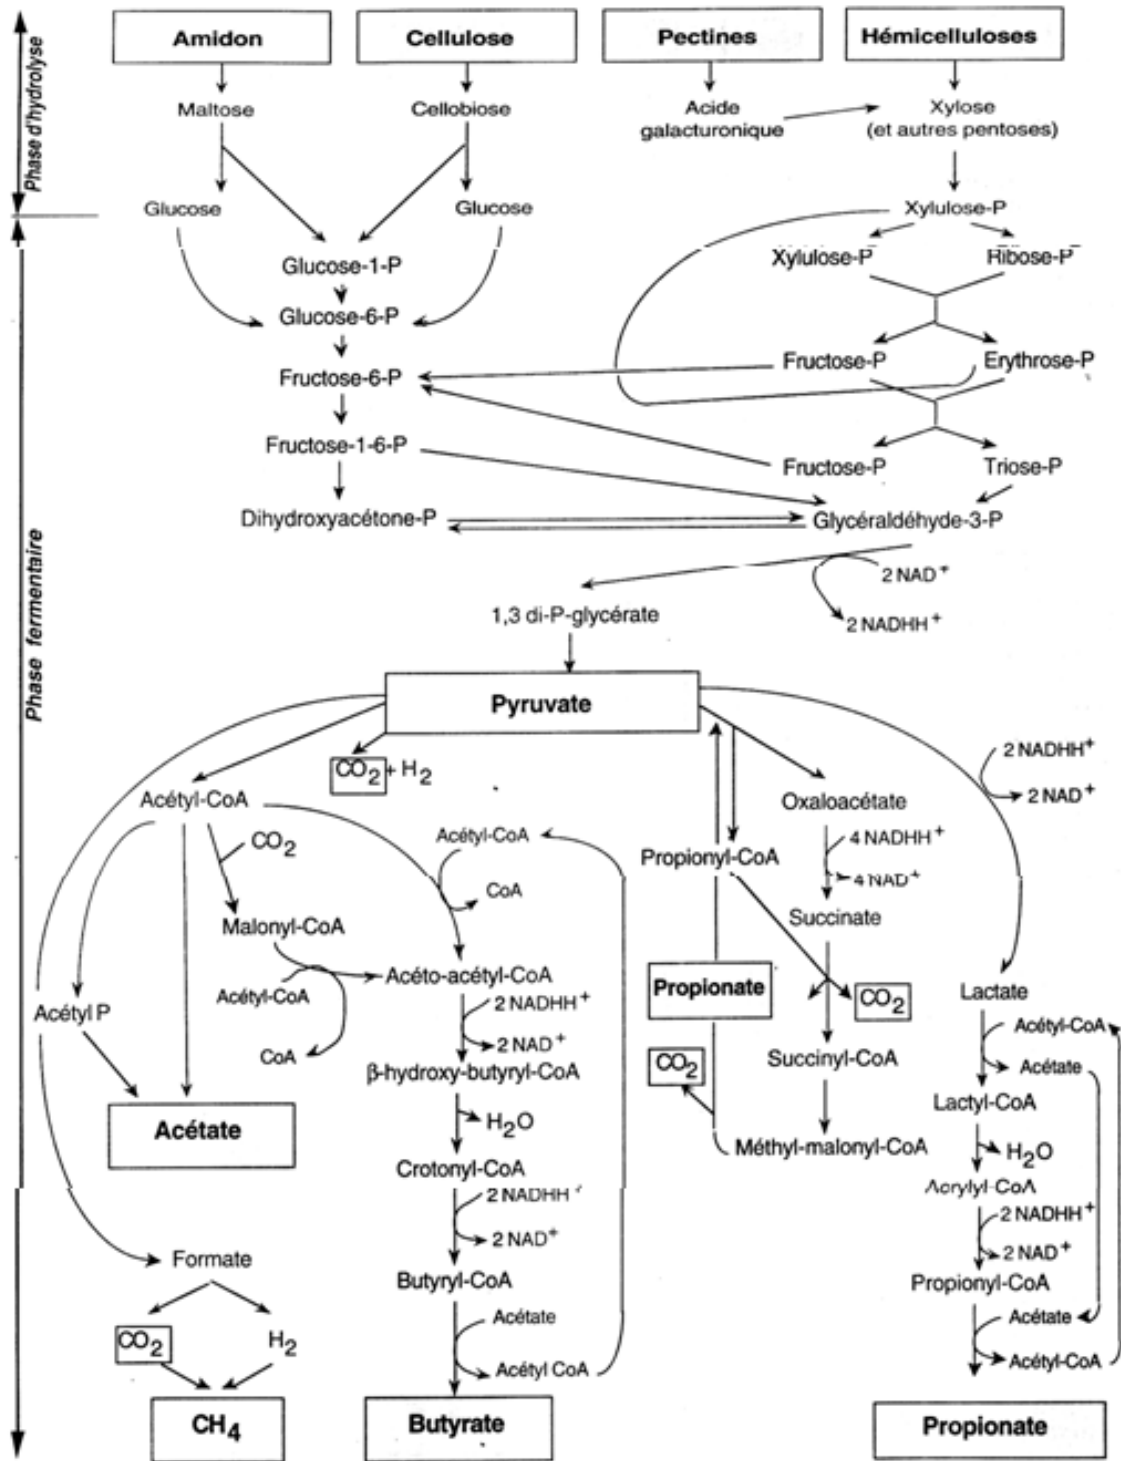 Phase d'hydrolyse
Phase fermentaire
Amidon
Cellulose
Pectines
Hémicelluloses
Maltose
Cellobiose
Acide
galacturonique
Xylose
(et autres pentoses)
Glucose
Glucose
Xylulose-P
Glucose-1-P
Xylulose-P
Ribose-P
Glucose-6-P
Fructose-6-P
Fructose-P
Erythrose-P
Fructose-1-6-P
Fructose-P
Triose-P
Dihydroxyacétone-P
Glycéraldéhyde-3-P
2 NAD+
1,3 di-P-glycérate
2 NADHH+
Pyruvate
CO2 + H2
2 NADHH+
2 NAD+
Acétyl-CoA
Oxaloacétate
CO2
Acétyl-CoA
Propionyl-CoA
4 NADHH+
4 NAD+
CoA
Malonyl-CoA
Succinate
Acéto-acétyl-CoA
Acétyl-CoA
Propionate
CO2
Lactate
Acétyl P
2 NADHH+
2 NAD+
CoA
Acétyl-CoA
Acétate
β-hydroxy-butyryl-CoA
CO2
Succinyl-CoA
Lactyl-CoA
Acétate
H2O
Crotonyl-CoA
Méthyl-malonyl-CoA
H2O
Acrylyl-CoA
2 NADHH+
2 NAD+
2 NADHH+
2 NAD+
Formate
Butyryl-CoA
Propionyl-CoA
CO2
H2
Acétate
Acétyl CoA
Acétate
Acétyl-CoA
CH4
Butyrate
Propionate